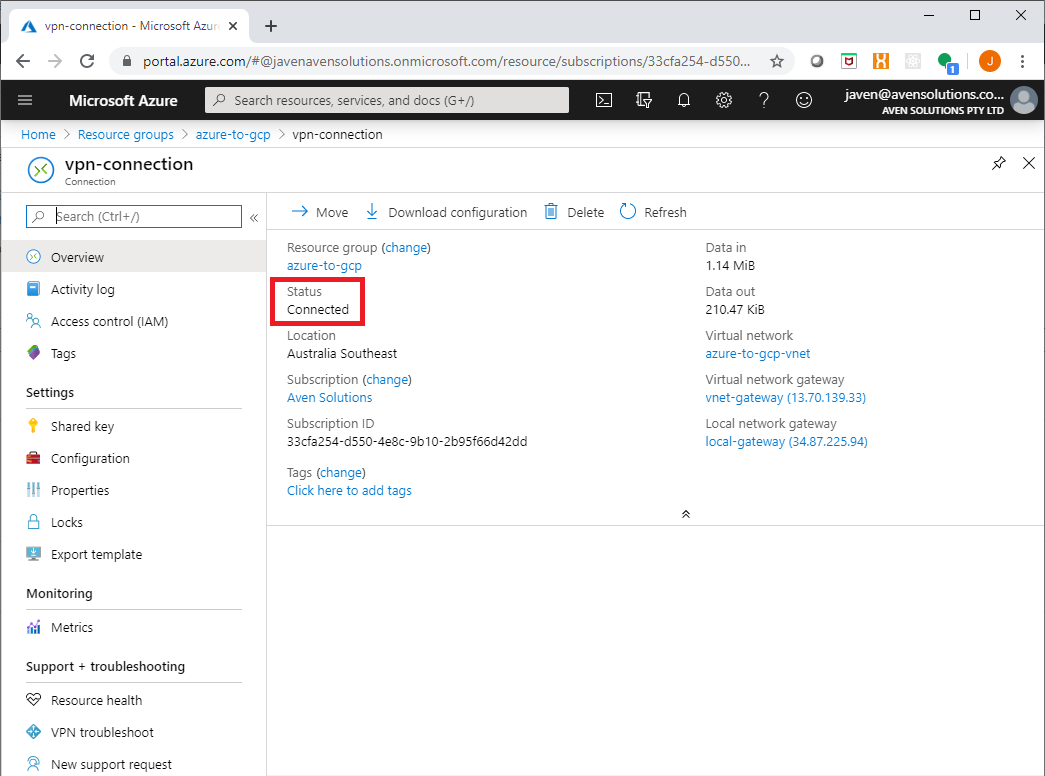 vpn-connection - Microsoft Azur
portal.azure.com/#@javenavensolutions.onmicrosoft.com/resource/subscriptions/33cfa254-d550...
J
1
Microsoft Azure
Search resources, services, and docs (G+/)
javen@avensolutions.co...
AVEN SOLUTIONS PTY LTD
Home > Resource groups > azure-to-gcp > vpn-connection
vpn-connection
Connection
Search (Ctrl+/)
«
Overview
Activity log
Access control (IAM)
Tags
Settings
Shared key
Configuration
Properties
Locks
Export template
Monitoring
Metrics
Support + troubleshooting
Resource health
VPN troubleshoot
New support request
Move
Download configuration
Delete
Refresh
Resource group (change)
azure-to-gcp
Status
Connected
Location
Australia Southeast
Subscription (change)
Aven Solutions
Subscription ID
33cfa254-d550-4e8c-9b10-2b95f66d42dd
Tags (change)
Click here to add tags
Data in
1.14 MiB
Data out
210.47 KiB
Virtual network
azure-to-gcp-vnet
Virtual network gateway
vnet-gateway (13.70.139.33)
Local network gateway
local-gateway (34.87.225.94)